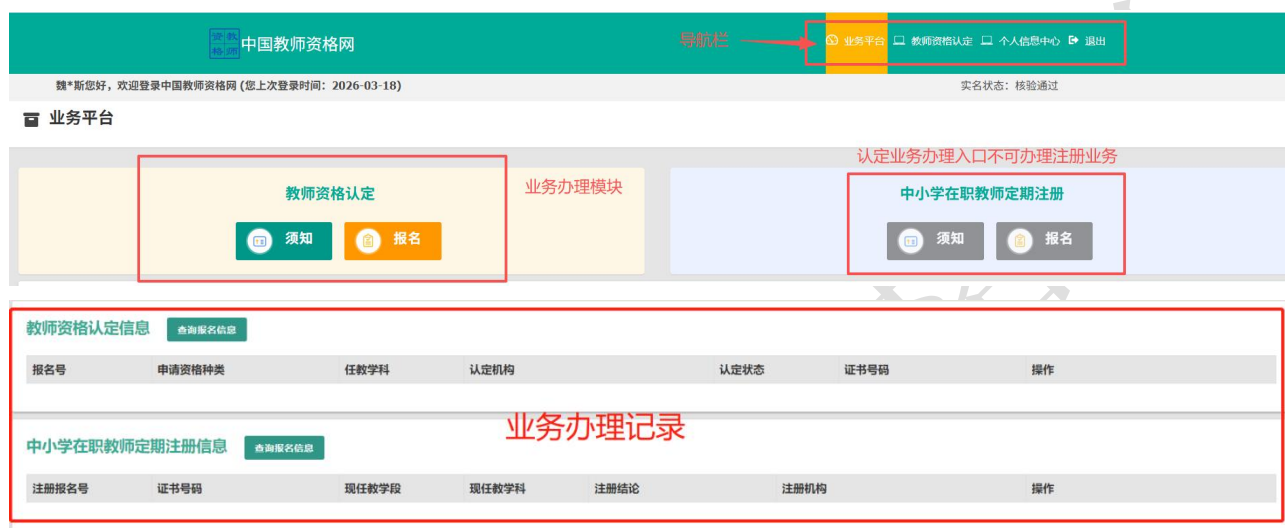 资教
格师
中国教师资格网
导航栏
业务平台 教师资格认定 个人信息中心 退出
魏*斯您好，欢迎登录中国教师资格网 (您上次登录时间：2026-03-18)
实名状态：核验通过
业务平台
认定业务办理入口不可办理注册业务
教师资格认定
业务办理模块
中小学在职教师定期注册
须知 报名
须知 报名
教师资格认定信息 查询报名信息
报名号 申请资格种类 任教学科 认定机构 认定状态 证书号码 操作
业务办理记录
中小学在职教师定期注册信息 查询报名信息
注册报名号 证书号码 现任教学段 现任教学科 注册结论 注册机构 操作